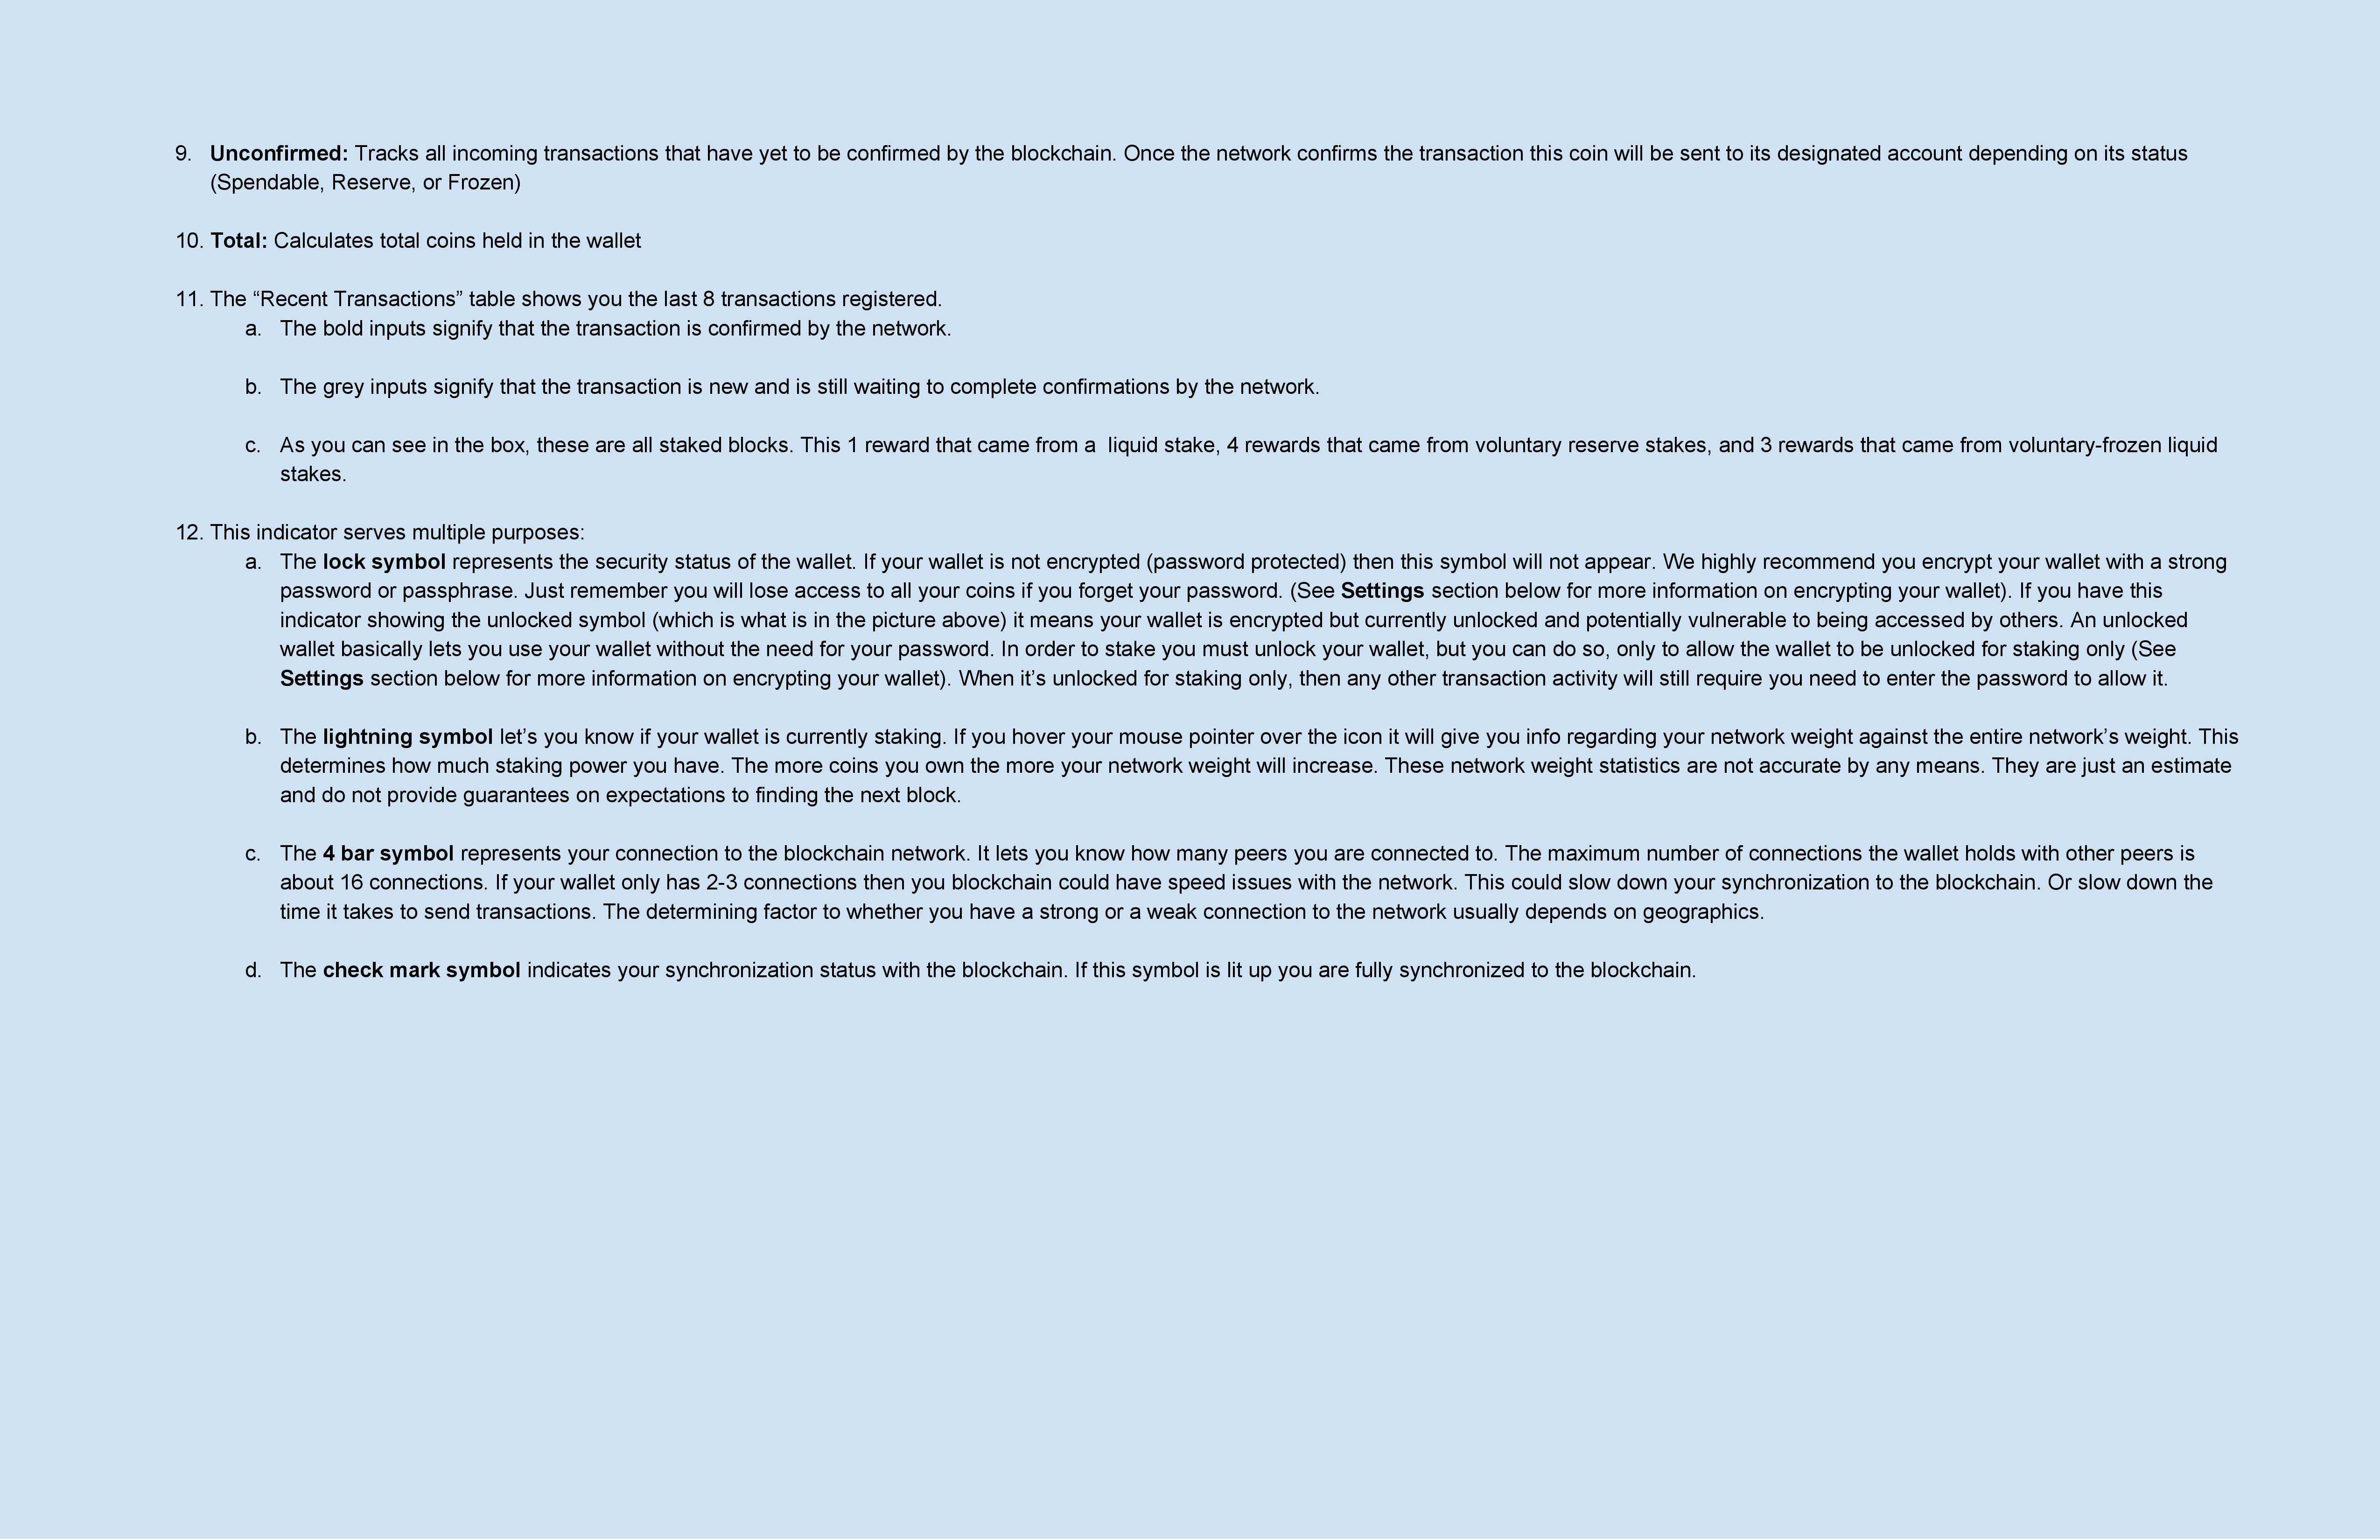 9. Unconfirmed: Tracks all incoming transactions that have yet to be confirmed by the blockchain. Once the network confirms the transaction this coin will be sent to its designated account depending on its status
(Spendable, Reserve, or Frozen)
10. Total: Calculates total coins held in the wallet
11. The “Recent Transactions” table shows you the last 8 transactions registered.
a. The bold inputs signify that the transaction is confirmed by the network.
b. The grey inputs signify that the transaction is new and is still waiting to complete confirmations by the network.
c. As you can see in the box, these are all staked blocks. This 1 reward that came from a  liquid stake, 4 rewards that came from voluntary reserve stakes, and 3 rewards that came from voluntary-frozen liquid
stakes.
12. This indicator serves multiple purposes:
a. The lock symbol represents the security status of the wallet. If your wallet is not encrypted (password protected) then this symbol will not appear. We highly recommend you encrypt your wallet with a strong
password or passphrase. Just remember you will lose access to all your coins if you forget your password. (See Settings section below for more information on encrypting your wallet). If you have this
indicator showing the unlocked symbol (which is what is in the picture above) it means your wallet is encrypted but currently unlocked and potentially vulnerable to being accessed by others. An unlocked
wallet basically lets you use your wallet without the need for your password. In order to stake you must unlock your wallet, but you can do so, only to allow the wallet to be unlocked for staking only (See
Settings section below for more information on encrypting your wallet). When it’s unlocked for staking only, then any other transaction activity will still require you need to enter the password to allow it.
b. The lightning symbol let’s you know if your wallet is currently staking. If you hover your mouse pointer over the icon it will give you info regarding your network weight against the entire network’s weight. This
determines how much staking power you have. The more coins you own the more your network weight will increase. These network weight statistics are not accurate by any means. They are just an estimate
and do not provide guarantees on expectations to finding the next block.
c. The 4 bar symbol represents your connection to the blockchain network. It lets you know how many peers you are connected to. The maximum number of connections the wallet holds with other peers is
about 16 connections. If your wallet only has 2-3 connections then you blockchain could have speed issues with the network. This could slow down your synchronization to the blockchain. Or slow down the
time it takes to send transactions. The determining factor to whether you have a strong or a weak connection to the network usually depends on geographics.
d. The check mark symbol indicates your synchronization status with the blockchain. If this symbol is lit up you are fully synchronized to the blockchain.